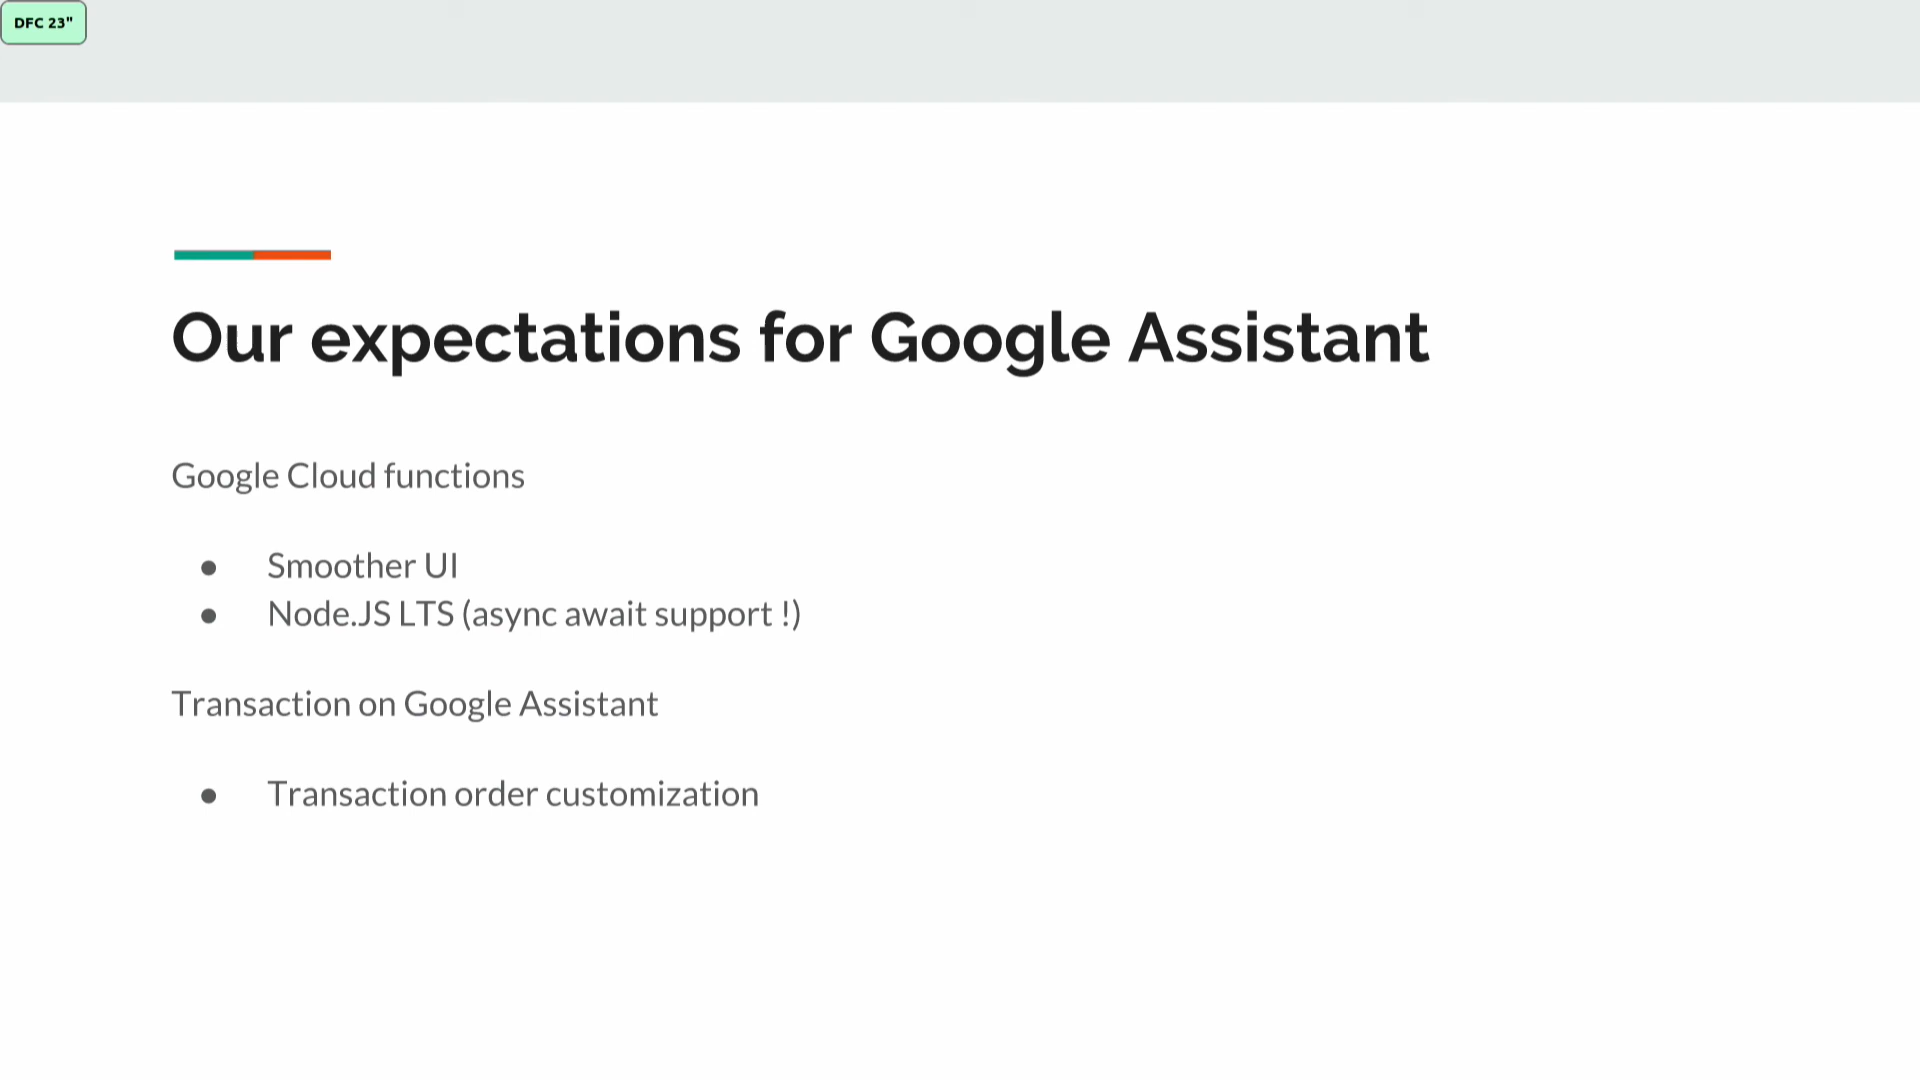 DFC 23"
Our expectations for Google Assistant
Google Cloud functions
● Smoother UI
● Node.JS LTS (async await support !)
Transaction on Google Assistant
● Transaction order customization